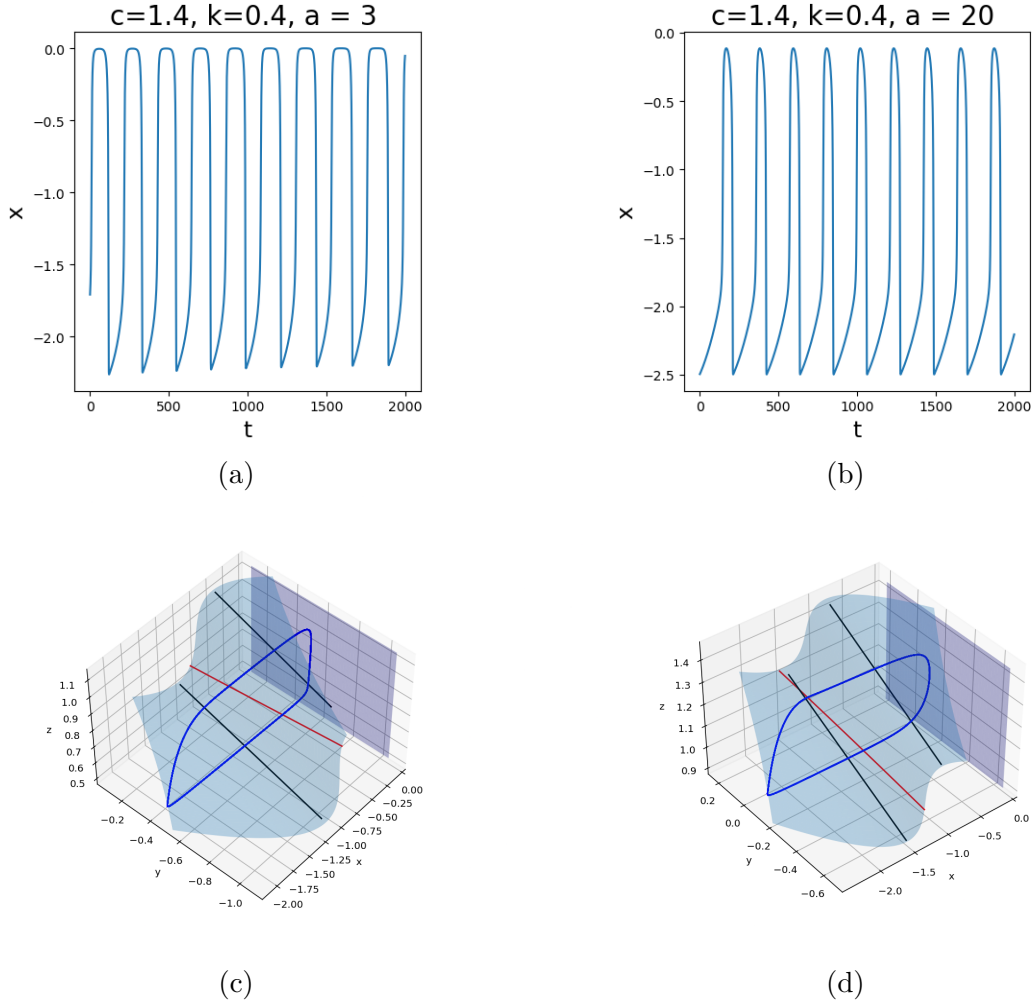 c=1.4, k=0.4, a = 3
0.0
−0.5
−1.0
−1.5
−2.0
x
0 500 1000 1500 2000
t
(a)
c=1.4, k=0.4, a = 20
0.0
−0.5
−1.0
−1.5
−2.0
−2.5
x
0 500 1000 1500 2000
t
(b)
1.1
1.0
0.9
0.8
0.7
0.6
0.5
z
−0.2
−0.4
−0.6
−0.8
−1.0
y
0.00
−0.25
−0.50
−0.75
−1.00
−1.25
−1.50
−1.75
−2.00
x
(c)
1.4
1.3
1.2
1.1
1.0
0.9
z
0.2
0.0
−0.2
−0.4
−0.6
y
0.0
−0.5
−1.0
−1.5
−2.0
x
(d)